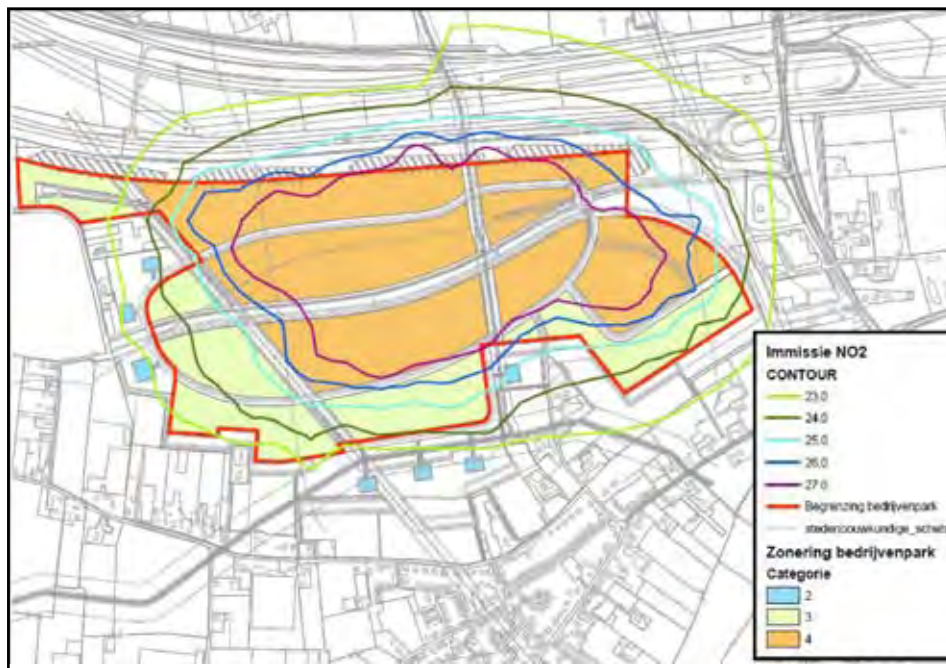 Immissie NO2
CONTOUR
23.0
24.0
25.0
26.0
27.0
Begrenzing bedrijvenpark
stedenbouwkundige_schets
Zonering bedrijvenpark
Categorie
2
3
4